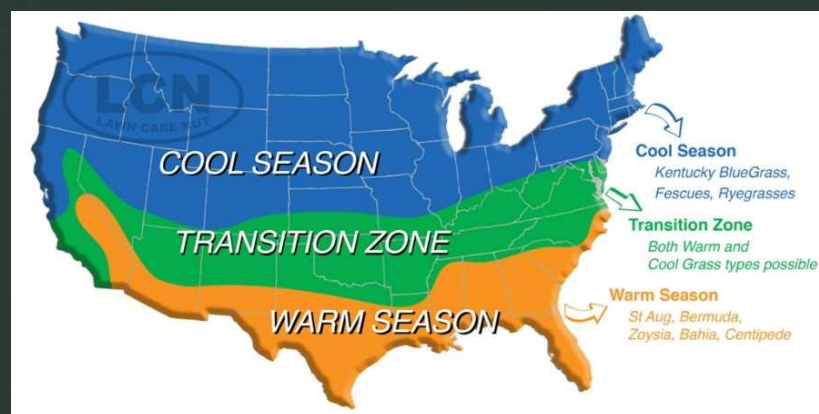 LCN
LAWN CARE NUT
COOL SEASON
TRANSITION ZONE
WARM SEASON
Cool Season
Kentucky BlueGrass,
Fescues, Ryegrasses
Transition Zone
Both Warm and
Cool Grass types possible
Warm Season
St Aug, Bermuda,
Zoysia, Bahia, Centipede